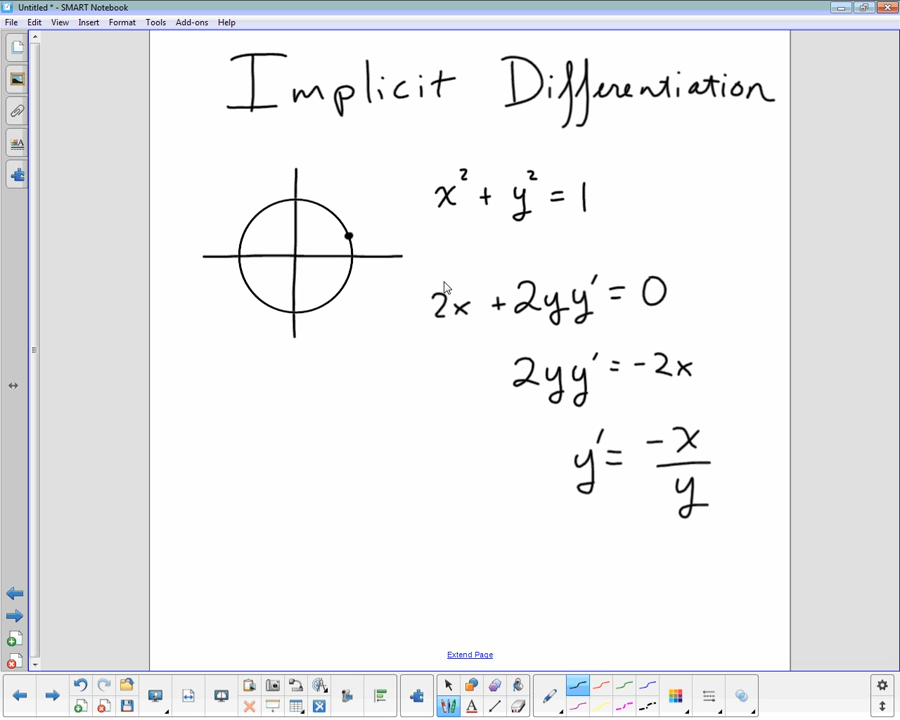 Untitled * - SMART Notebook
File Edit View Insert Format Tools Add-ons Help
Implicit Differentiation
x² + y² = 1
2x + 2yy' = 0
2yy' = -2x
y' = -x/y
Extend Page